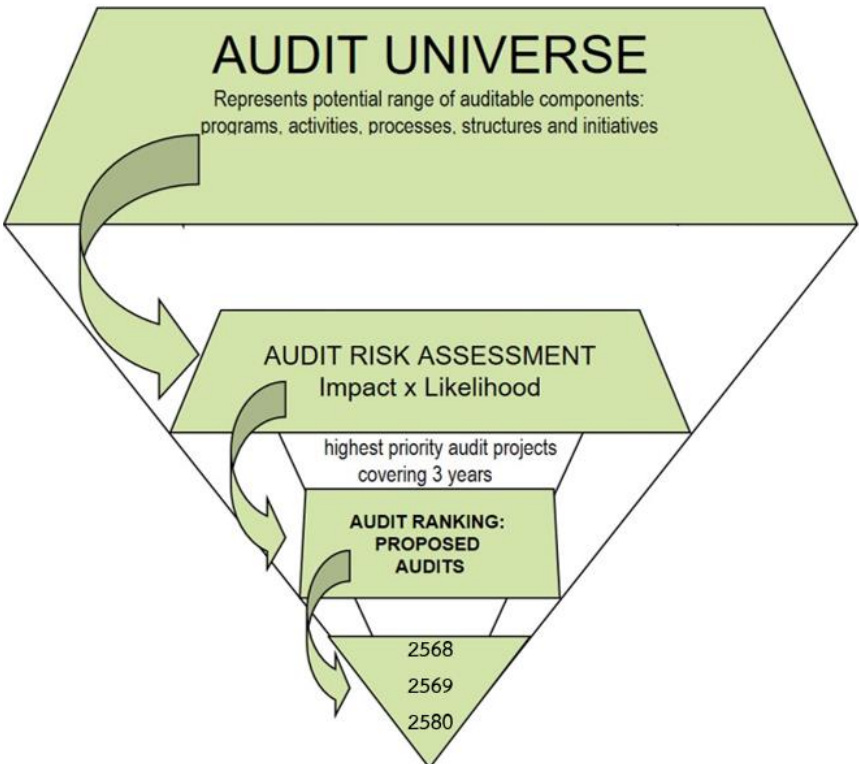 AUDIT UNIVERSE
Represents potential range of auditable components:
programs, activities, processes, structures and initiatives
AUDIT RISK ASSESSMENT
Impact x Likelihood
highest priority audit projects
covering 3 years
AUDIT RANKING:
PROPOSED
AUDITS
2568
2569
2580